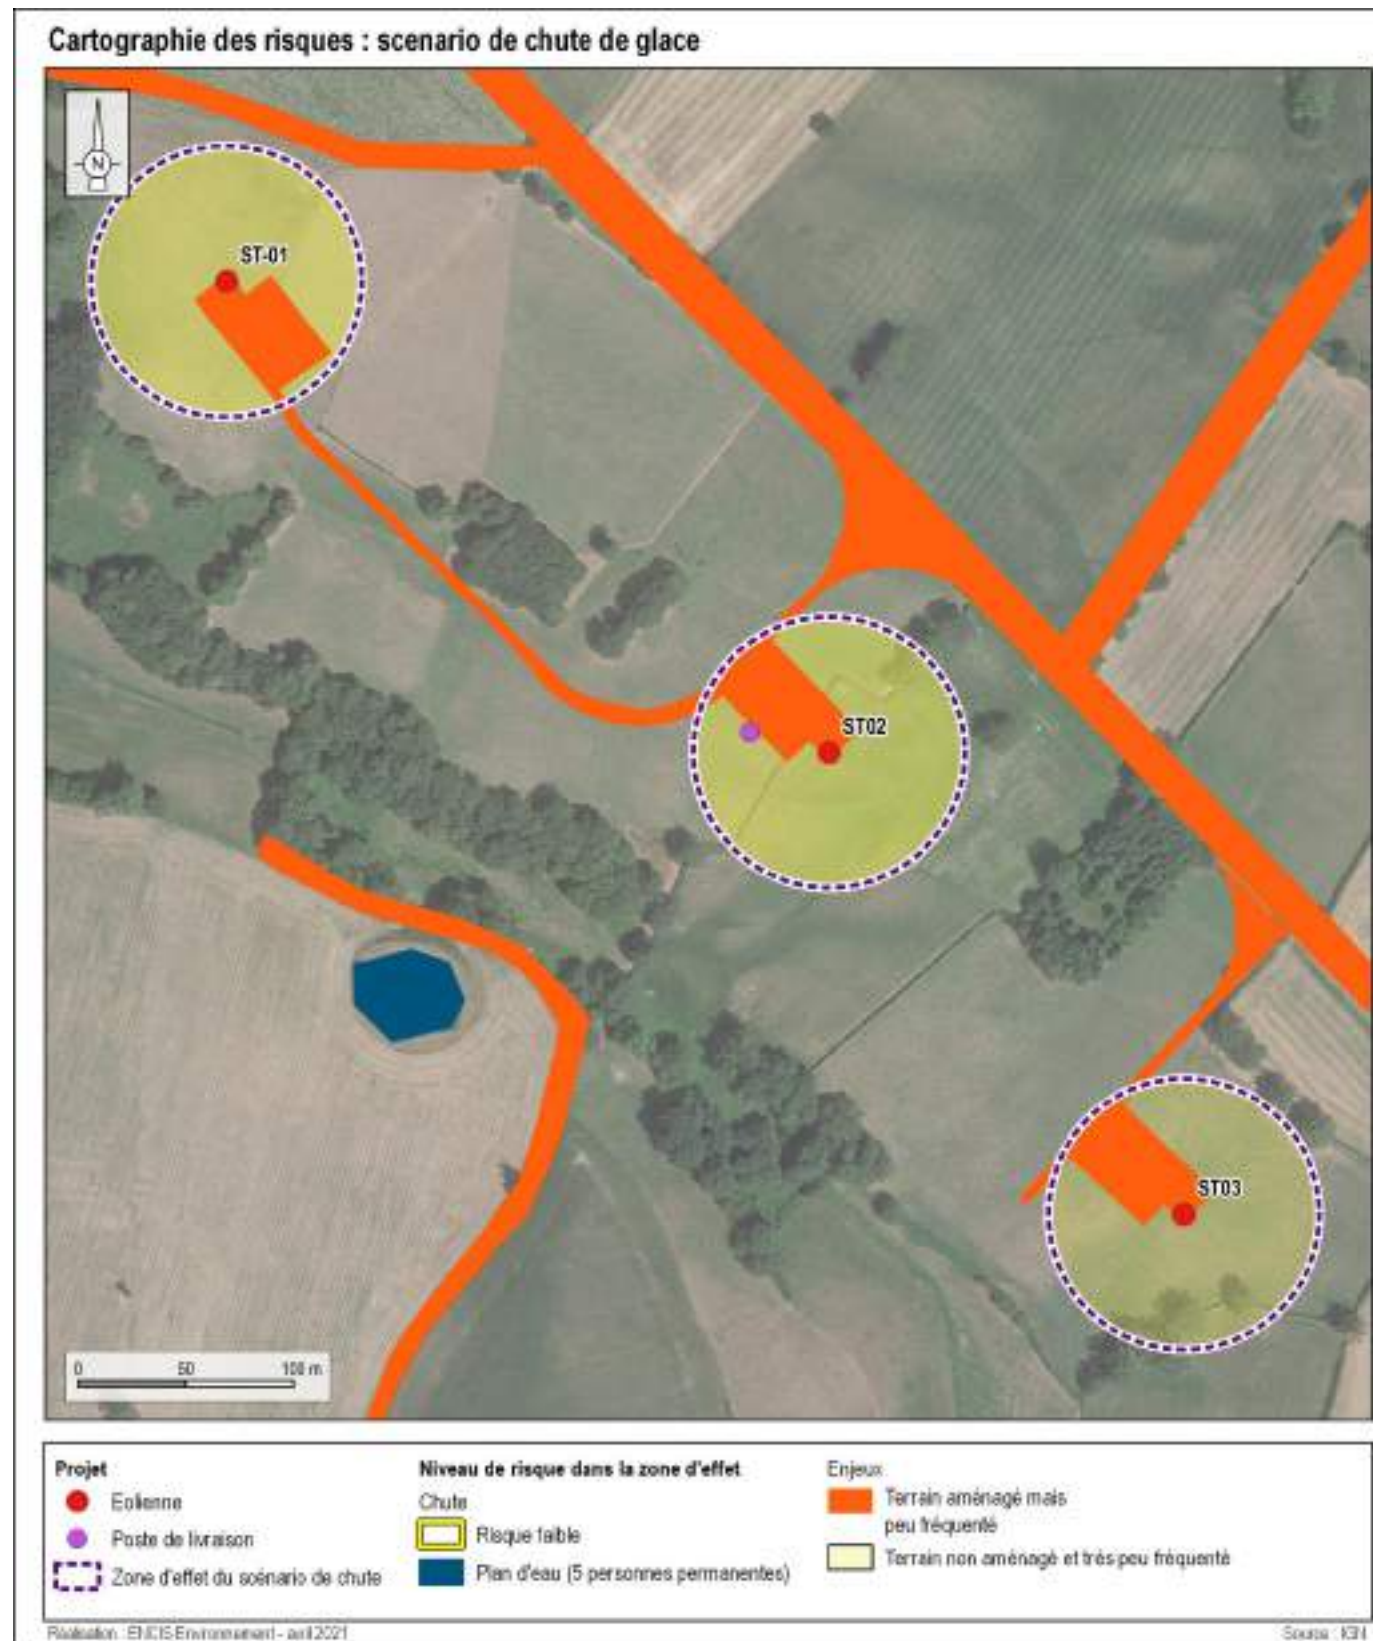 Cartographie des risques : scenario de chute de glace
N
ST-01
ST02
ST03
0 50 100 m
Projet
Eolienne
Poste de livraison
Zone d'effet du scénario de chute
Niveau de risque dans la zone d'effet
Chute
Risque faible
Plan d'eau (5 personnes permanentes)
Enjeux
Terrain aménagé mais
peu fréquenté
Terrain non aménagé et très peu fréquenté
Réalisation : ENCIS Environnement - avril 2021
Source : IGN